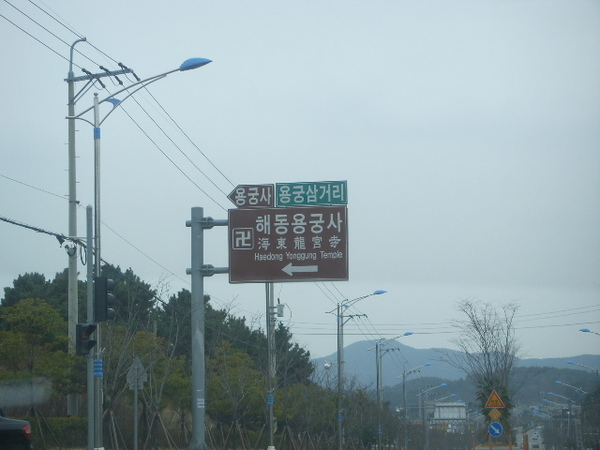 용궁사 용궁삼거리
해동용궁사
卍 海東龍宮寺
Haedong Yonggung Temple